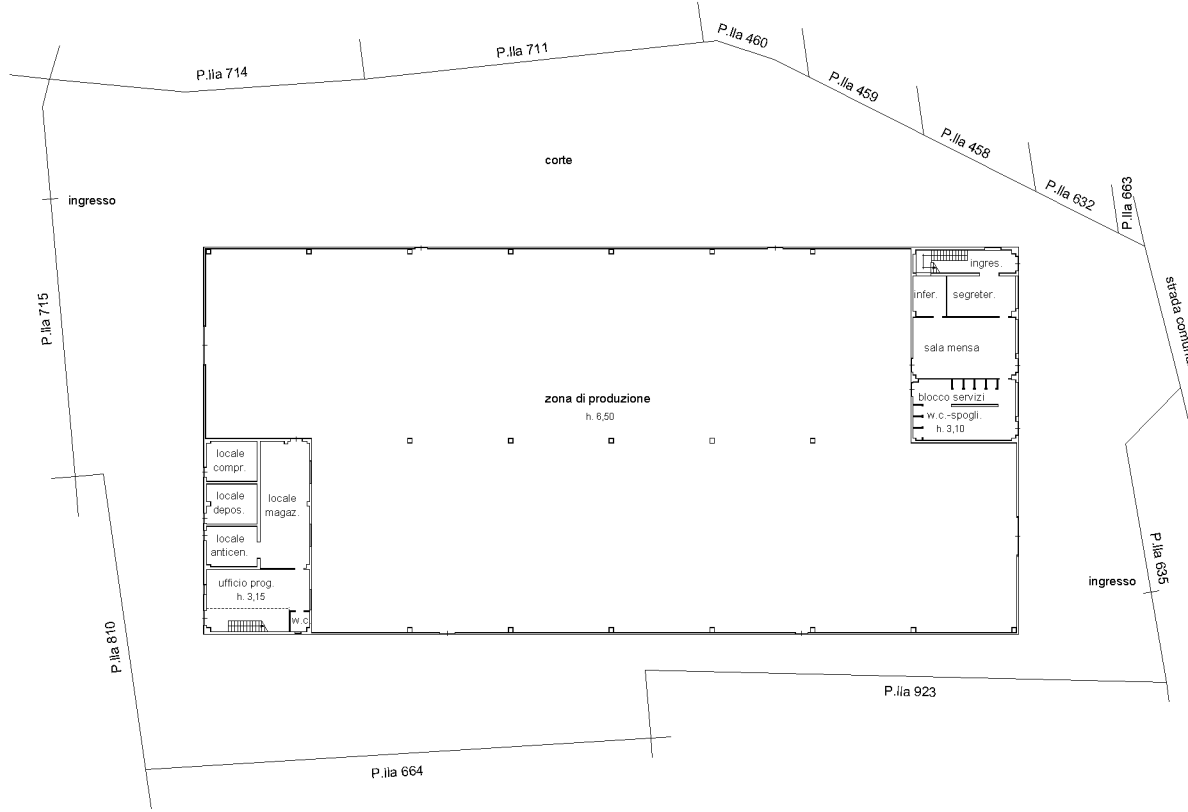 P.lla 460
P.lla 711
P.lla 714
P.lla 459
P.lla 458
corte
P.lla 632
P.lla 663
ingresso
ingres.
infer.
segreter.
strada comuna
P.lla 715
sala mensa
zona di produzione
h. 6,50
blocco servizi
w.c.-spogli.
h. 3,10
locale
compr.
locale
depos.
locale
magaz.
locale
anticen.
ufficio prog.
h. 3,15
w.c
P.lla 635
ingresso
P.lla 810
P.lla 923
P.lla 664